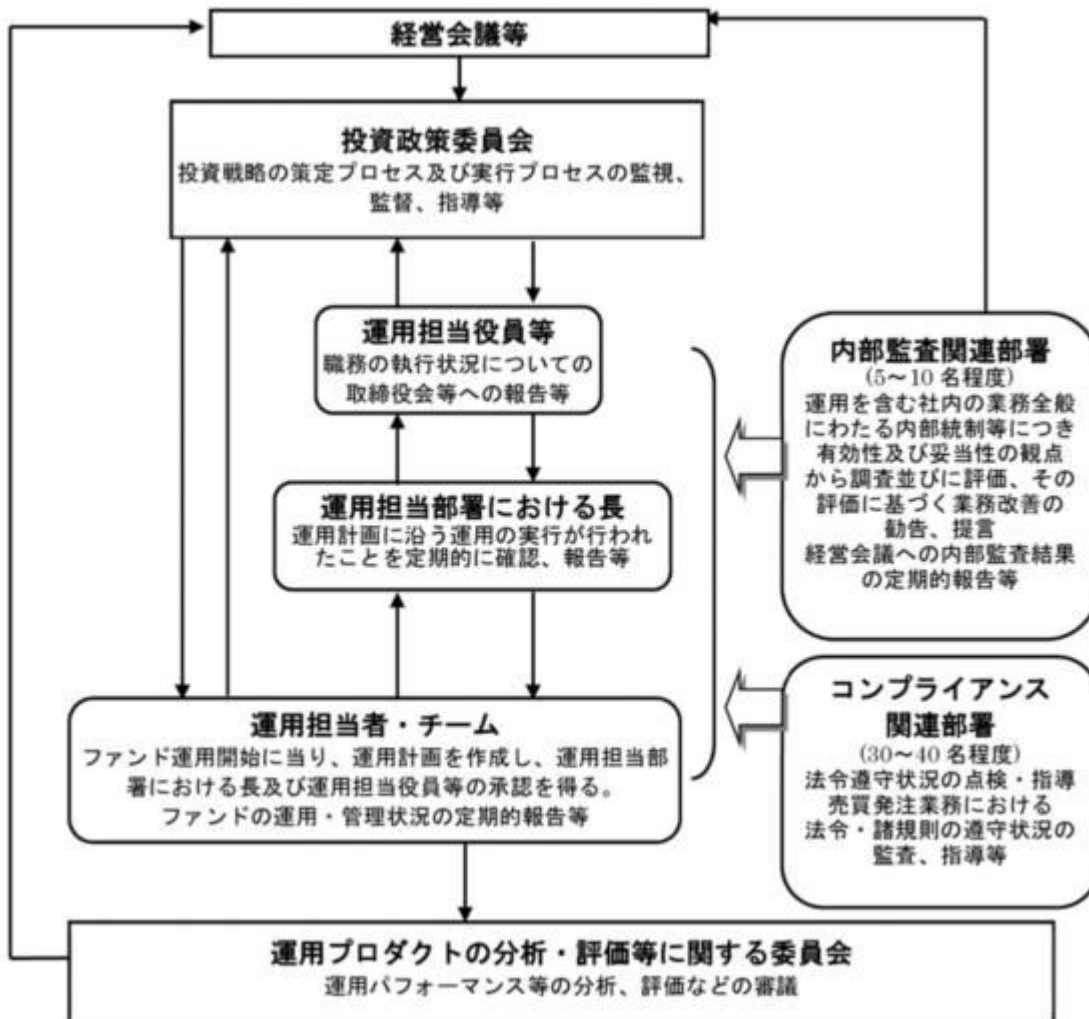 経営会議等
投資政策委員会
投資戦略の策定プロセス及び実行プロセスの監視、
監督、指導等
運用担当役員等
職務の執行状況についての
取締役会等への報告等
運用担当部署における長
運用計画に沿う運用の実行が行われ
たことを定期的に確認、報告等
運用担当者・チーム
ファンド運用開始に当り、運用計画を作成し、運用担当部
署における長及び運用担当役員等の承認を得る。
ファンドの運用・管理状況の定期的報告等
内部監査関連部署
(5～10 名程度)
運用を含む社内の業務全般
にわたる内部統制等につき
有効性及び妥当性の観点
から調査並びに評価、その
評価に基づく業務改善の
勧告、提言
経営会議への内部監査結果
の定期的報告等
コンプライアンス
関連部署
(30～40 名程度)
法令遵守状況の点検・指導
売買発注業務における
法令・諸規則の遵守状況の
監査、指導等
運用プロダクトの分析・評価等に関する委員会
運用パフォーマンス等の分析、評価などの審議